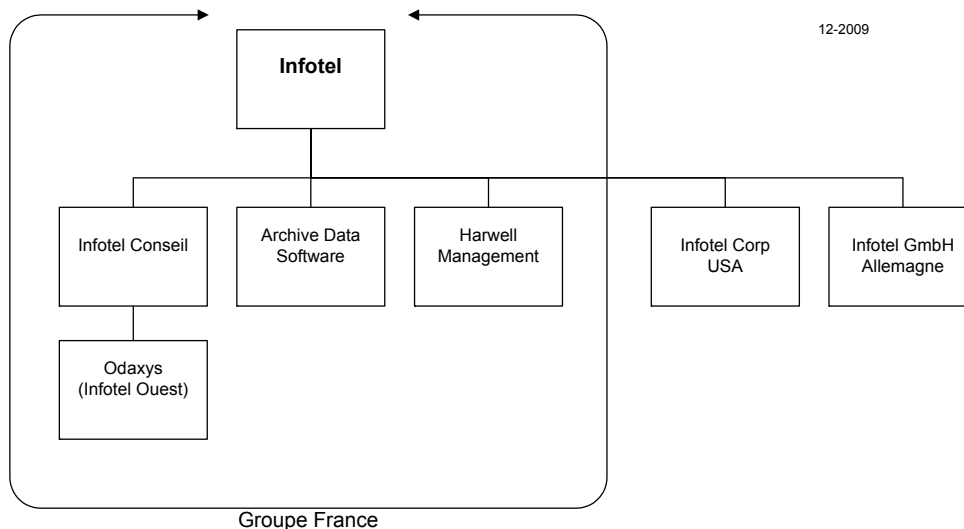 12-2009
Infotel
Infotel Conseil
Archive Data
Software
Harwell
Management
Infotel Corp
USA
Infotel GmbH
Allemagne
Odaxys
(Infotel Ouest)
Groupe France